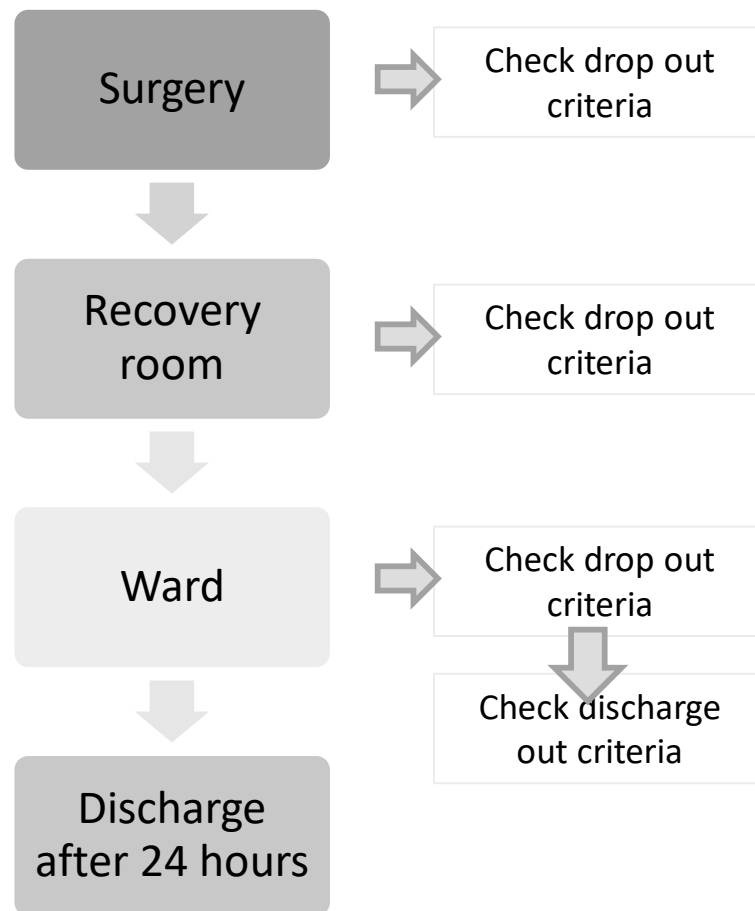 Surgery
Check drop out
criteria
Recovery
room
Check drop out
criteria
Ward
Check drop out
criteria
Check discharge
out criteria
Discharge
after 24 hours